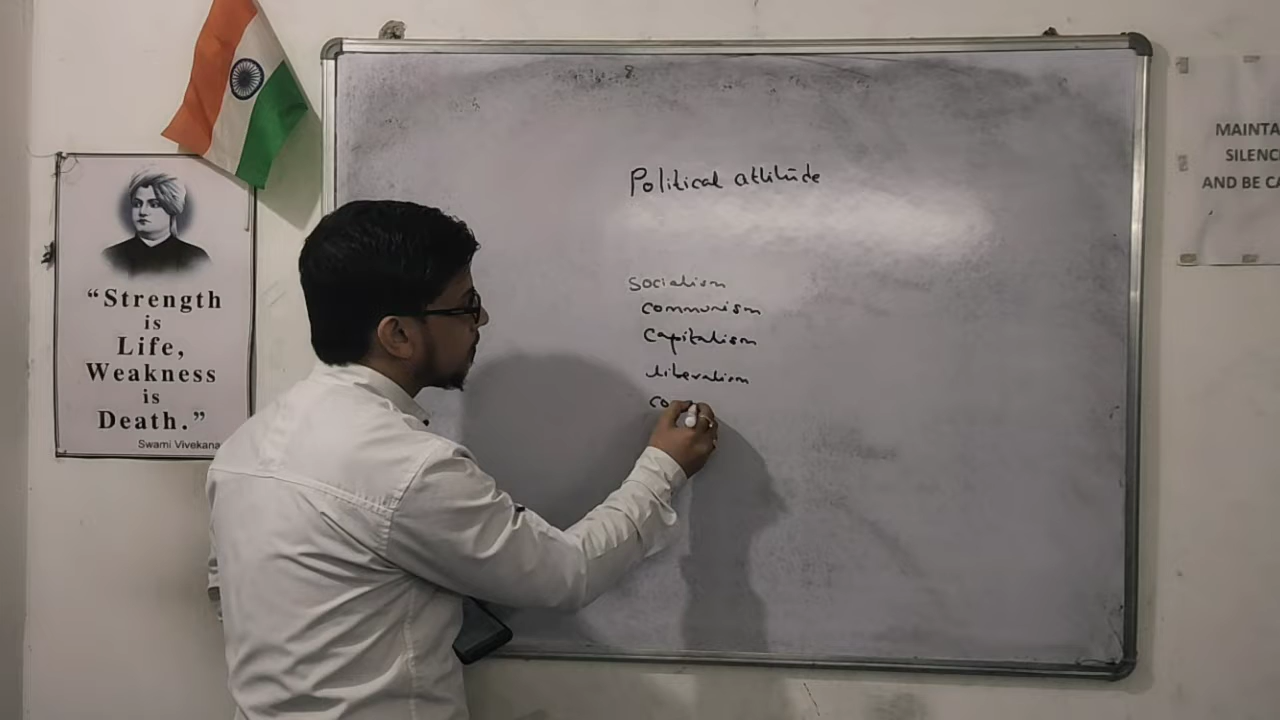 “Strength
is
Life,
Weakness
is
Death.”
Swami Vivekana
Political attitude
Socialism
Communism
Capitalism
liberalism
co
MAINTA
SILENC
AND BE CA